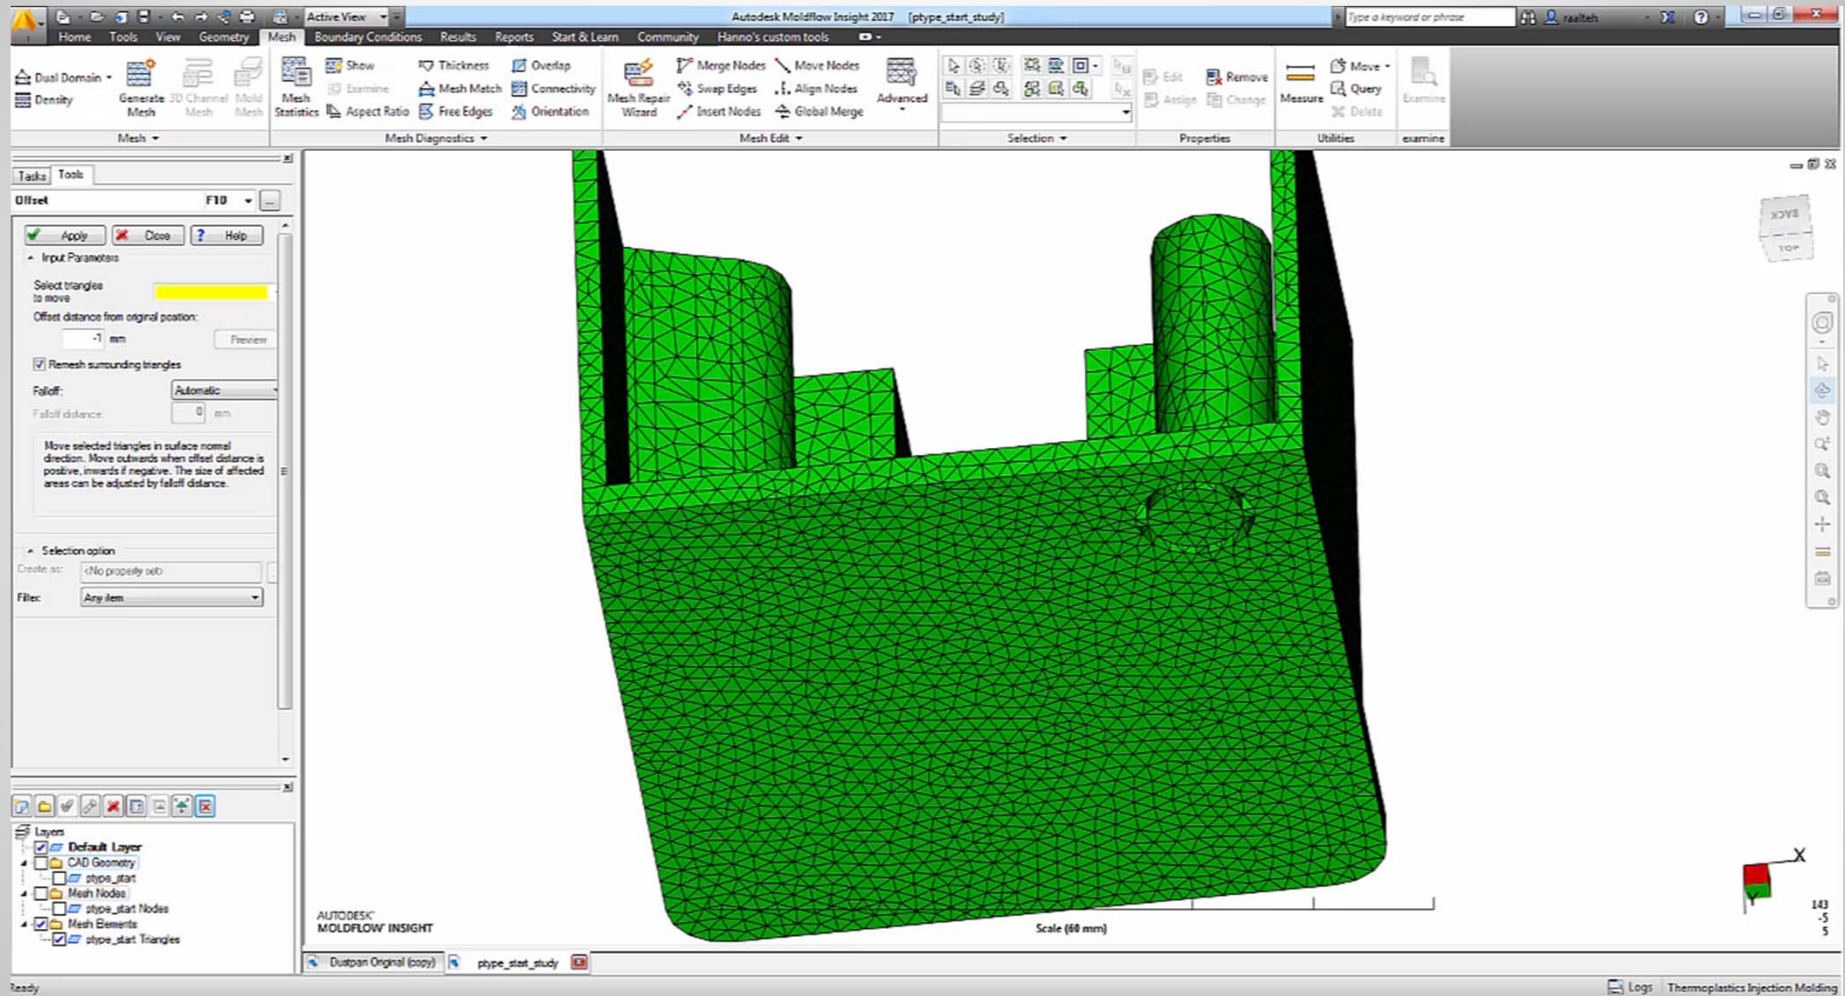 Active View
Autodesk Moldflow Insight 2017 [ptype_start_study]
Type a keyword or phrase
raalteh
Home Tools View Geometry Mesh Boundary Conditions Results Reports Start & Learn Community Hanno's custom tools
Dual Domain
Density
Generate Mesh
3D Channel Mesh
Mold Mesh
Mesh
Mesh Statistics
Show
Examine
Aspect Ratio
Thickness
Mesh Match
Free Edges
Overlap
Connectivity
Orientation
Mesh Diagnostics
Mesh Repair Wizard
Merge Nodes
Swap Edges
Insert Nodes
Move Nodes
Align Nodes
Global Merge
Advanced
Mesh Edit
Selection
Edit
Assign
Remove
Change
Properties
Measure
Move
Query
Delete
Utilities
Examine
examine
Tasks Tools
Offset F10 ...
Apply Close ? Help
Input Parameters
Select triangles
to move
Offset distance from original position:
-1 mm Preview
Remesh surrounding triangles
Falloff: Automatic
Falloff distance: 0 mm
Move selected triangles in surface normal
direction. Move outwards when offset distance is
positive, inwards if negative. The size of affected
areas can be adjusted by falloff distance.
Selection option
Create as: <No property set>
Filter: Any item
Layers
Default Layer
CAD Geometry
ptype_start
Mesh Nodes
ptype_start Nodes
Mesh Elements
ptype_start Triangles
BACK
TOP
AUTODESK'
MOLDFLOW' INSIGHT
Scale (60 mm)
X
Y
143
-5
5
Dustpan Original (copy) ptype_start_study
Ready
Logs Thermoplastics Injection Molding